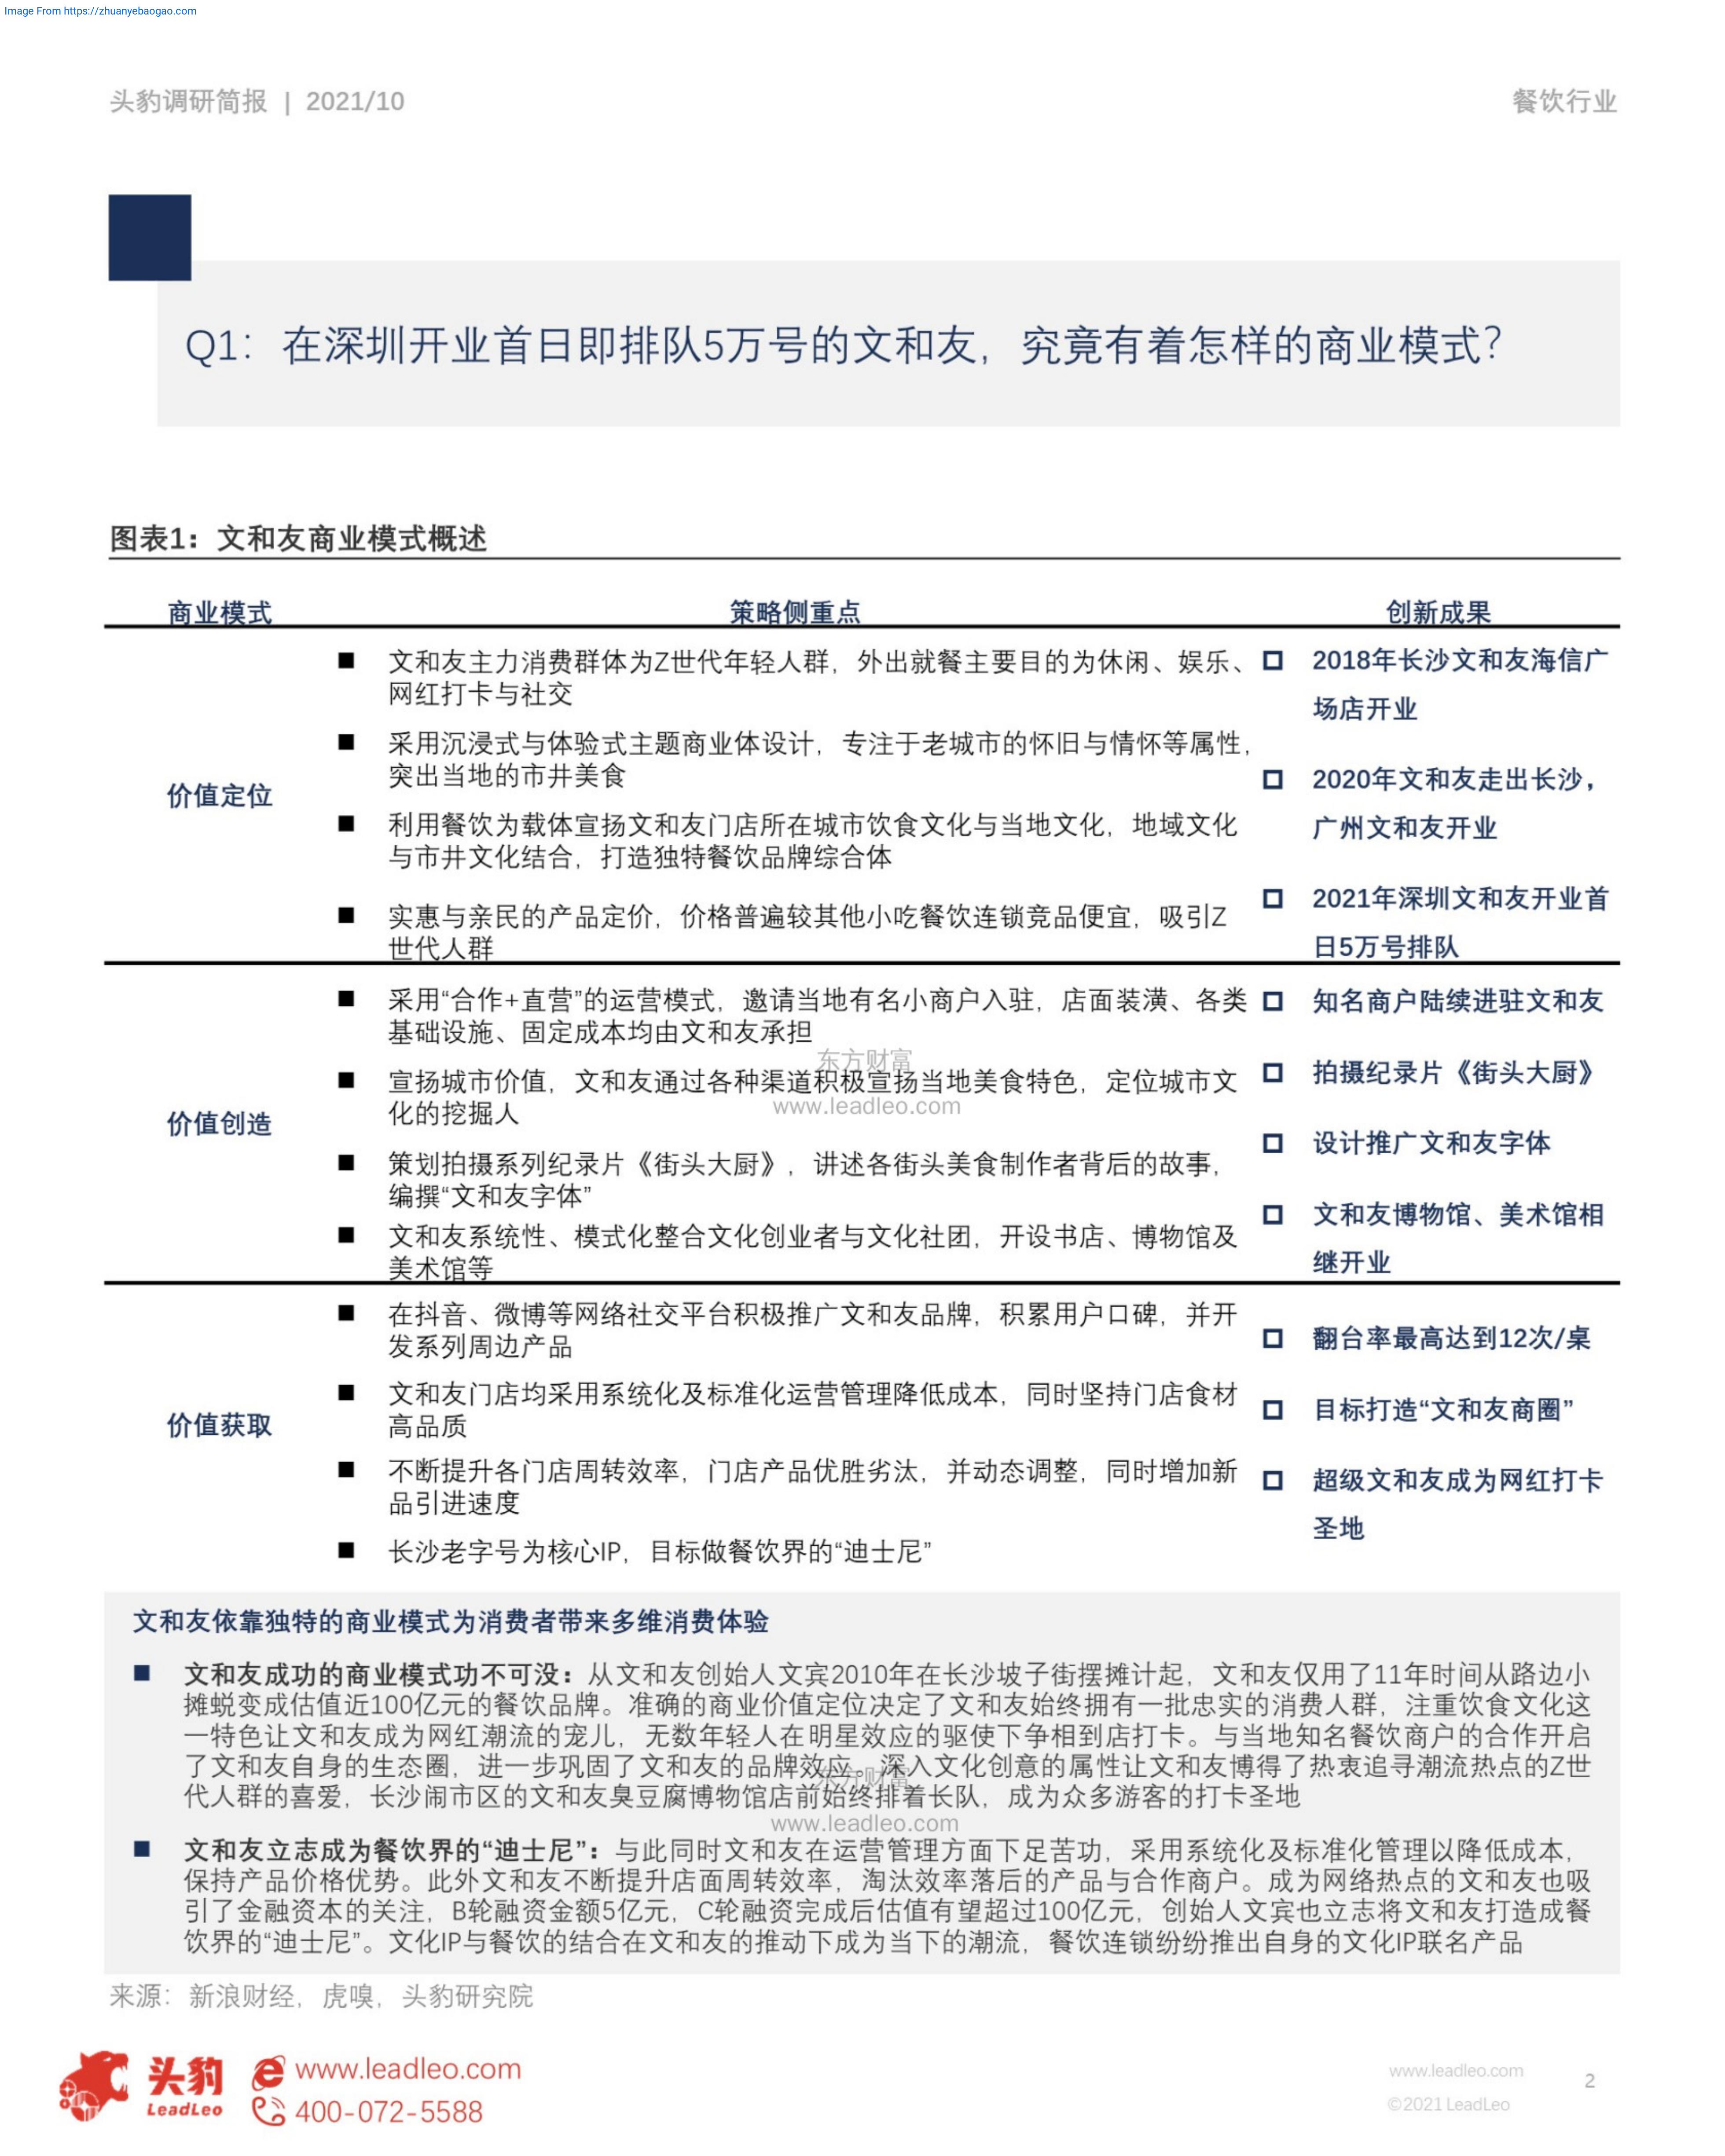 Image From https://zhuanyebaogao.com
头豹调研简报 | 2021/10
餐饮行业
Q1：在深圳开业首日即排队5万号的文和友，究竟有着怎样的商业模式？
图表1：文和友商业模式概述
商业模式
策略侧重点
创新成果
价值定位
■ 文和友主力消费群体为Z世代年轻人群，外出就餐主要目的为休闲、娱乐、
网红打卡与社交
■ 采用沉浸式与体验式主题商业体设计，专注于老城市的怀旧与情怀等属性，
突出当地的市井美食
■ 利用餐饮为载体宣扬文和友门店所在城市饮食文化与当地文化，地域文化
与市井文化结合，打造独特餐饮品牌综合体
■ 实惠与亲民的产品定价，价格普遍较其他小吃餐饮连锁竞品便宜，吸引Z
世代人群
2018年长沙文和友海信广
场店开业
2020年文和友走出长沙，
广州文和友开业
2021年深圳文和友开业首
日5万号排队
价值创造
■ 采用“合作+直营”的运营模式，邀请当地有名小商户入驻，店面装潢、各类
基础设施、固定成本均由文和友承担
■ 宣扬城市价值，文和友通过各种渠道积极宣扬当地美食特色，定位城市文
化的挖掘人
■ 策划拍摄系列纪录片《街头大厨》，讲述各街头美食制作者背后的故事，
编撰“文和友字体”
■ 文和友系统性、模式化整合文化创业者与文化社团，开设书店、博物馆及
美术馆等
知名商户陆续进驻文和友
拍摄纪录片《街头大厨》
设计推广文和友字体
文和友博物馆、美术馆相
继开业
东方财富
www.leadleo.com
价值获取
■ 在抖音、微博等网络社交平台积极推广文和友品牌，积累用户口碑，并开
发系列周边产品
■ 文和友门店均采用系统化及标准化运营管理降低成本，同时坚持门店食材
高品质
■ 不断提升各门店周转效率，门店产品优胜劣汰，并动态调整，同时增加新
品引进速度
■ 长沙老字号为核心IP，目标做餐饮界的“迪士尼”
翻台率最高达到12次/桌
目标打造“文和友商圈”
超级文和友成为网红打卡
圣地
文和友依靠独特的商业模式为消费者带来多维消费体验
■ 文和友成功的商业模式功不可没：从文和友创始人文宾2010年在长沙坡子街摆摊计起，文和友仅用了11年时间从路边小
摊蜕变成估值近100亿元的餐饮品牌。准确的商业价值定位决定了文和友始终拥有一批忠实的消费人群，注重饮食文化这
一特色让文和友成为网红潮流的宠儿，无数年轻人在明星效应的驱使下争相到店打卡。与当地知名餐饮商户的合作开启
了文和友自身的生态圈，进一步巩固了文和友的品牌效应。深入文化创意的属性让文和友博得了热衷追寻潮流热点的Z世
代人群的喜爱，长沙闹市区的文和友臭豆腐博物馆店前始终排着长队，成为众多游客的打卡圣地
东方财富
www.leadleo.com
■ 文和友立志成为餐饮界的“迪士尼”：与此同时文和友在运营管理方面下足苦功，采用系统化及标准化管理以降低成本，
保持产品价格优势。此外文和友不断提升店面周转效率，淘汰效率落后的产品与合作商户。成为网络热点的文和友也吸
引了金融资本的关注，B轮融资金额5亿元，C轮融资完成后估值有望超过100亿元，创始人文宾也立志将文和友打造成餐
饮界的“迪士尼”。文化IP与餐饮的结合在文和友的推动下成为当下的潮流，餐饮连锁纷纷推出自身的文化IP联名产品
来源：新浪财经，虎嗅，头豹研究院
头豹
LeadLeo
www.leadleo.com
400-072-5588
www.leadleo.com
©2021 LeadLeo
2